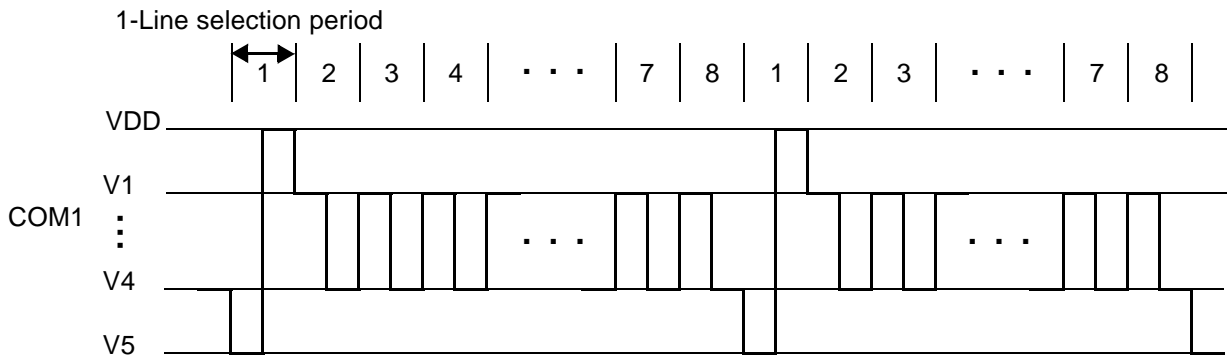 1-Line selection period
1 2 3 4 · · · 7 8 1 2 3 · · · 7 8
VDD
V1
COM1
· · · · · ·
V4
V5